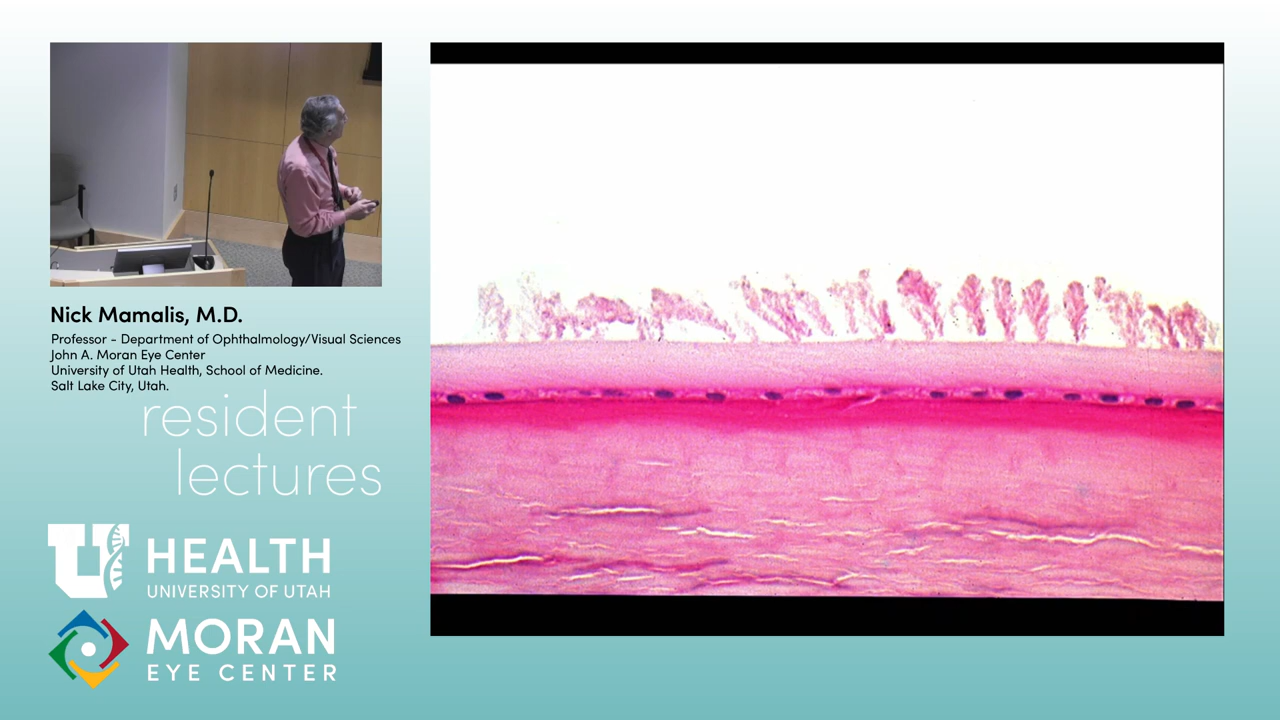 Nick Mamalis, M.D.
Professor - Department of Ophthalmology/Visual Sciences
John A. Moran Eye Center
University of Utah Health, School of Medicine.
Salt Lake City, Utah.
resident
lectures
U
HEALTH
UNIVERSITY OF UTAH
MORAN
EYE CENTER